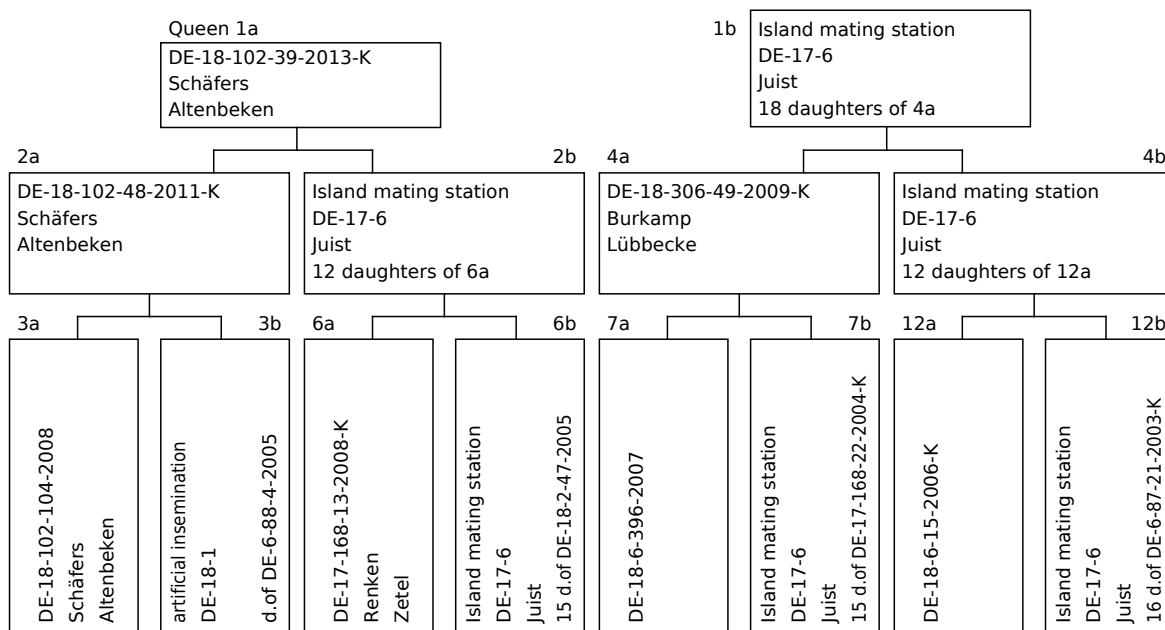 Queen 1a
DE-18-102-39-2013-K
Schäfers
Altenbeken
1b
Island mating station
DE-17-6
Juist
18 daughters of 4a
2a
DE-18-102-48-2011-K
Schäfers
Altenbeken
2b
Island mating station
DE-17-6
Juist
12 daughters of 6a
4a
DE-18-306-49-2009-K
Burkamp
Lübbecke
4b
Island mating station
DE-17-6
Juist
12 daughters of 12a
3a
DE-18-102-104-2008
Schäfers
Altenbeken
3b
artificial insemination
DE-18-1
d.of DE-6-88-4-2005
6a
DE-17-168-13-2008-K
Renken
Zetel
6b
Island mating station
DE-17-6
Juist
15 d.of DE-18-2-47-2005
7a
DE-18-6-396-2007
7b
Island mating station
DE-17-6
Juist
15 d.of DE-17-168-22-2004-K
12a
DE-18-6-15-2006-K
12b
Island mating station
DE-17-6
Juist
16 d.of DE-6-87-21-2003-K